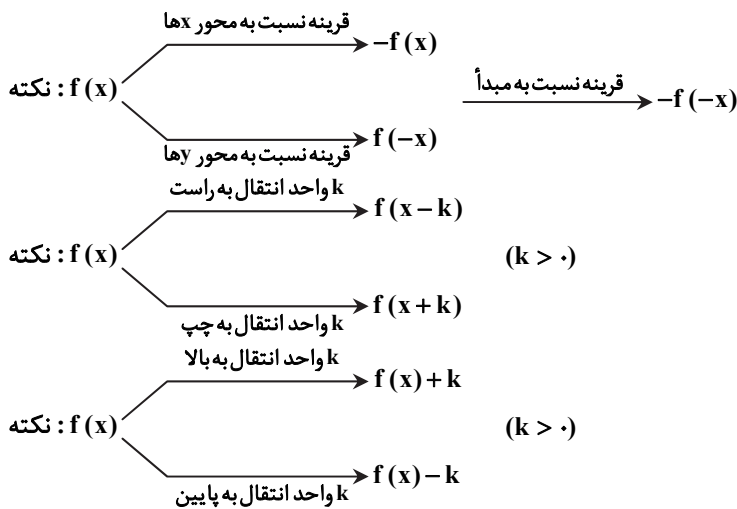 قرینه نسبت به محور xها
−f (x)
نکته : f (x)
قرینه نسبت به مبدأ
−f (−x)
f (−x)
قرینه نسبت به محور yها
k واحد انتقال به راست
f (x − k)
نکته : f (x)
(k > ۰)
f (x + k)
k واحد انتقال به چپ
k واحد انتقال به بالا
f (x) + k
نکته : f (x)
(k > ۰)
f (x) − k
k واحد انتقال به پایین